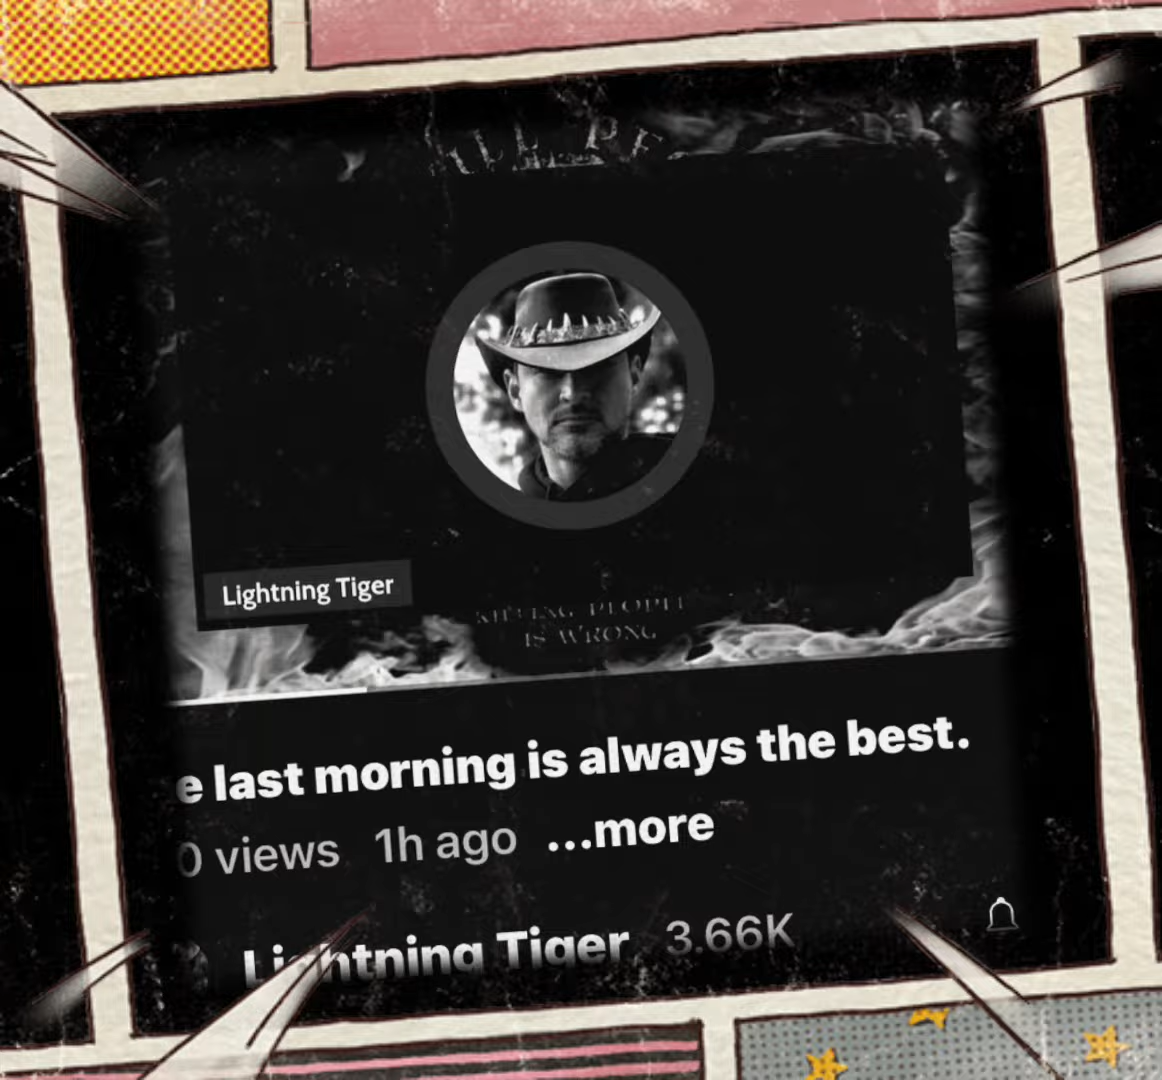 Lightning Tiger
KILLING PEOPLE
IS WRONG
e last morning is always the best.
0 views 1h ago ...more
Lightning Tiger 3.66K